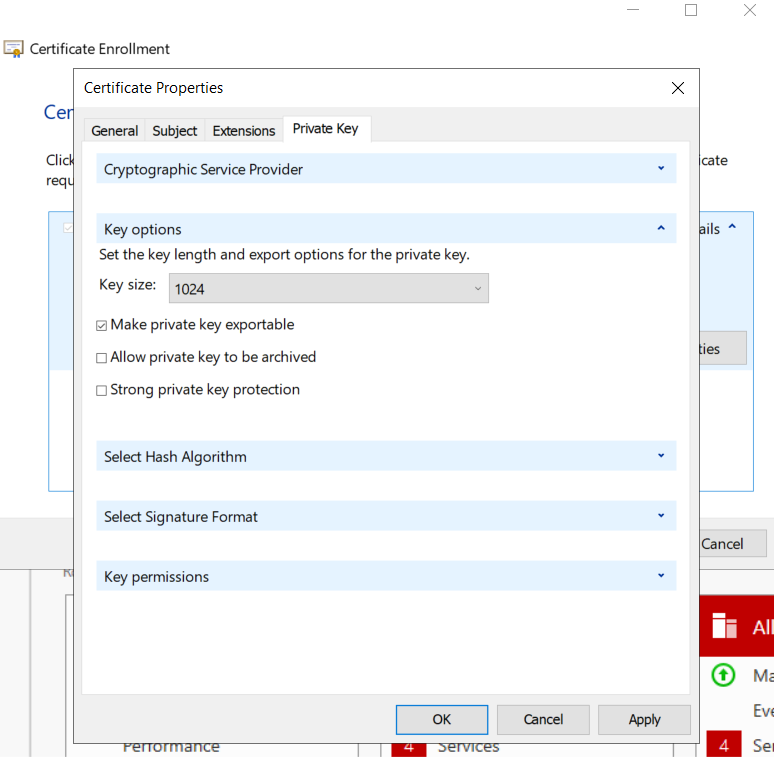 Certificate Enrollment
Certificate Properties
Cer
General Subject Extensions Private Key
Click
icate
requ
Cryptographic Service Provider
Key options
ails
Set the key length and export options for the private key.
Key size: 1024
Make private key exportable
ties
Allow private key to be archived
Strong private key protection
Select Hash Algorithm
Select Signature Format
Cancel
Key permissions
All
Ma
Eve
OK Cancel Apply
Performance
4 Services
4 Ser